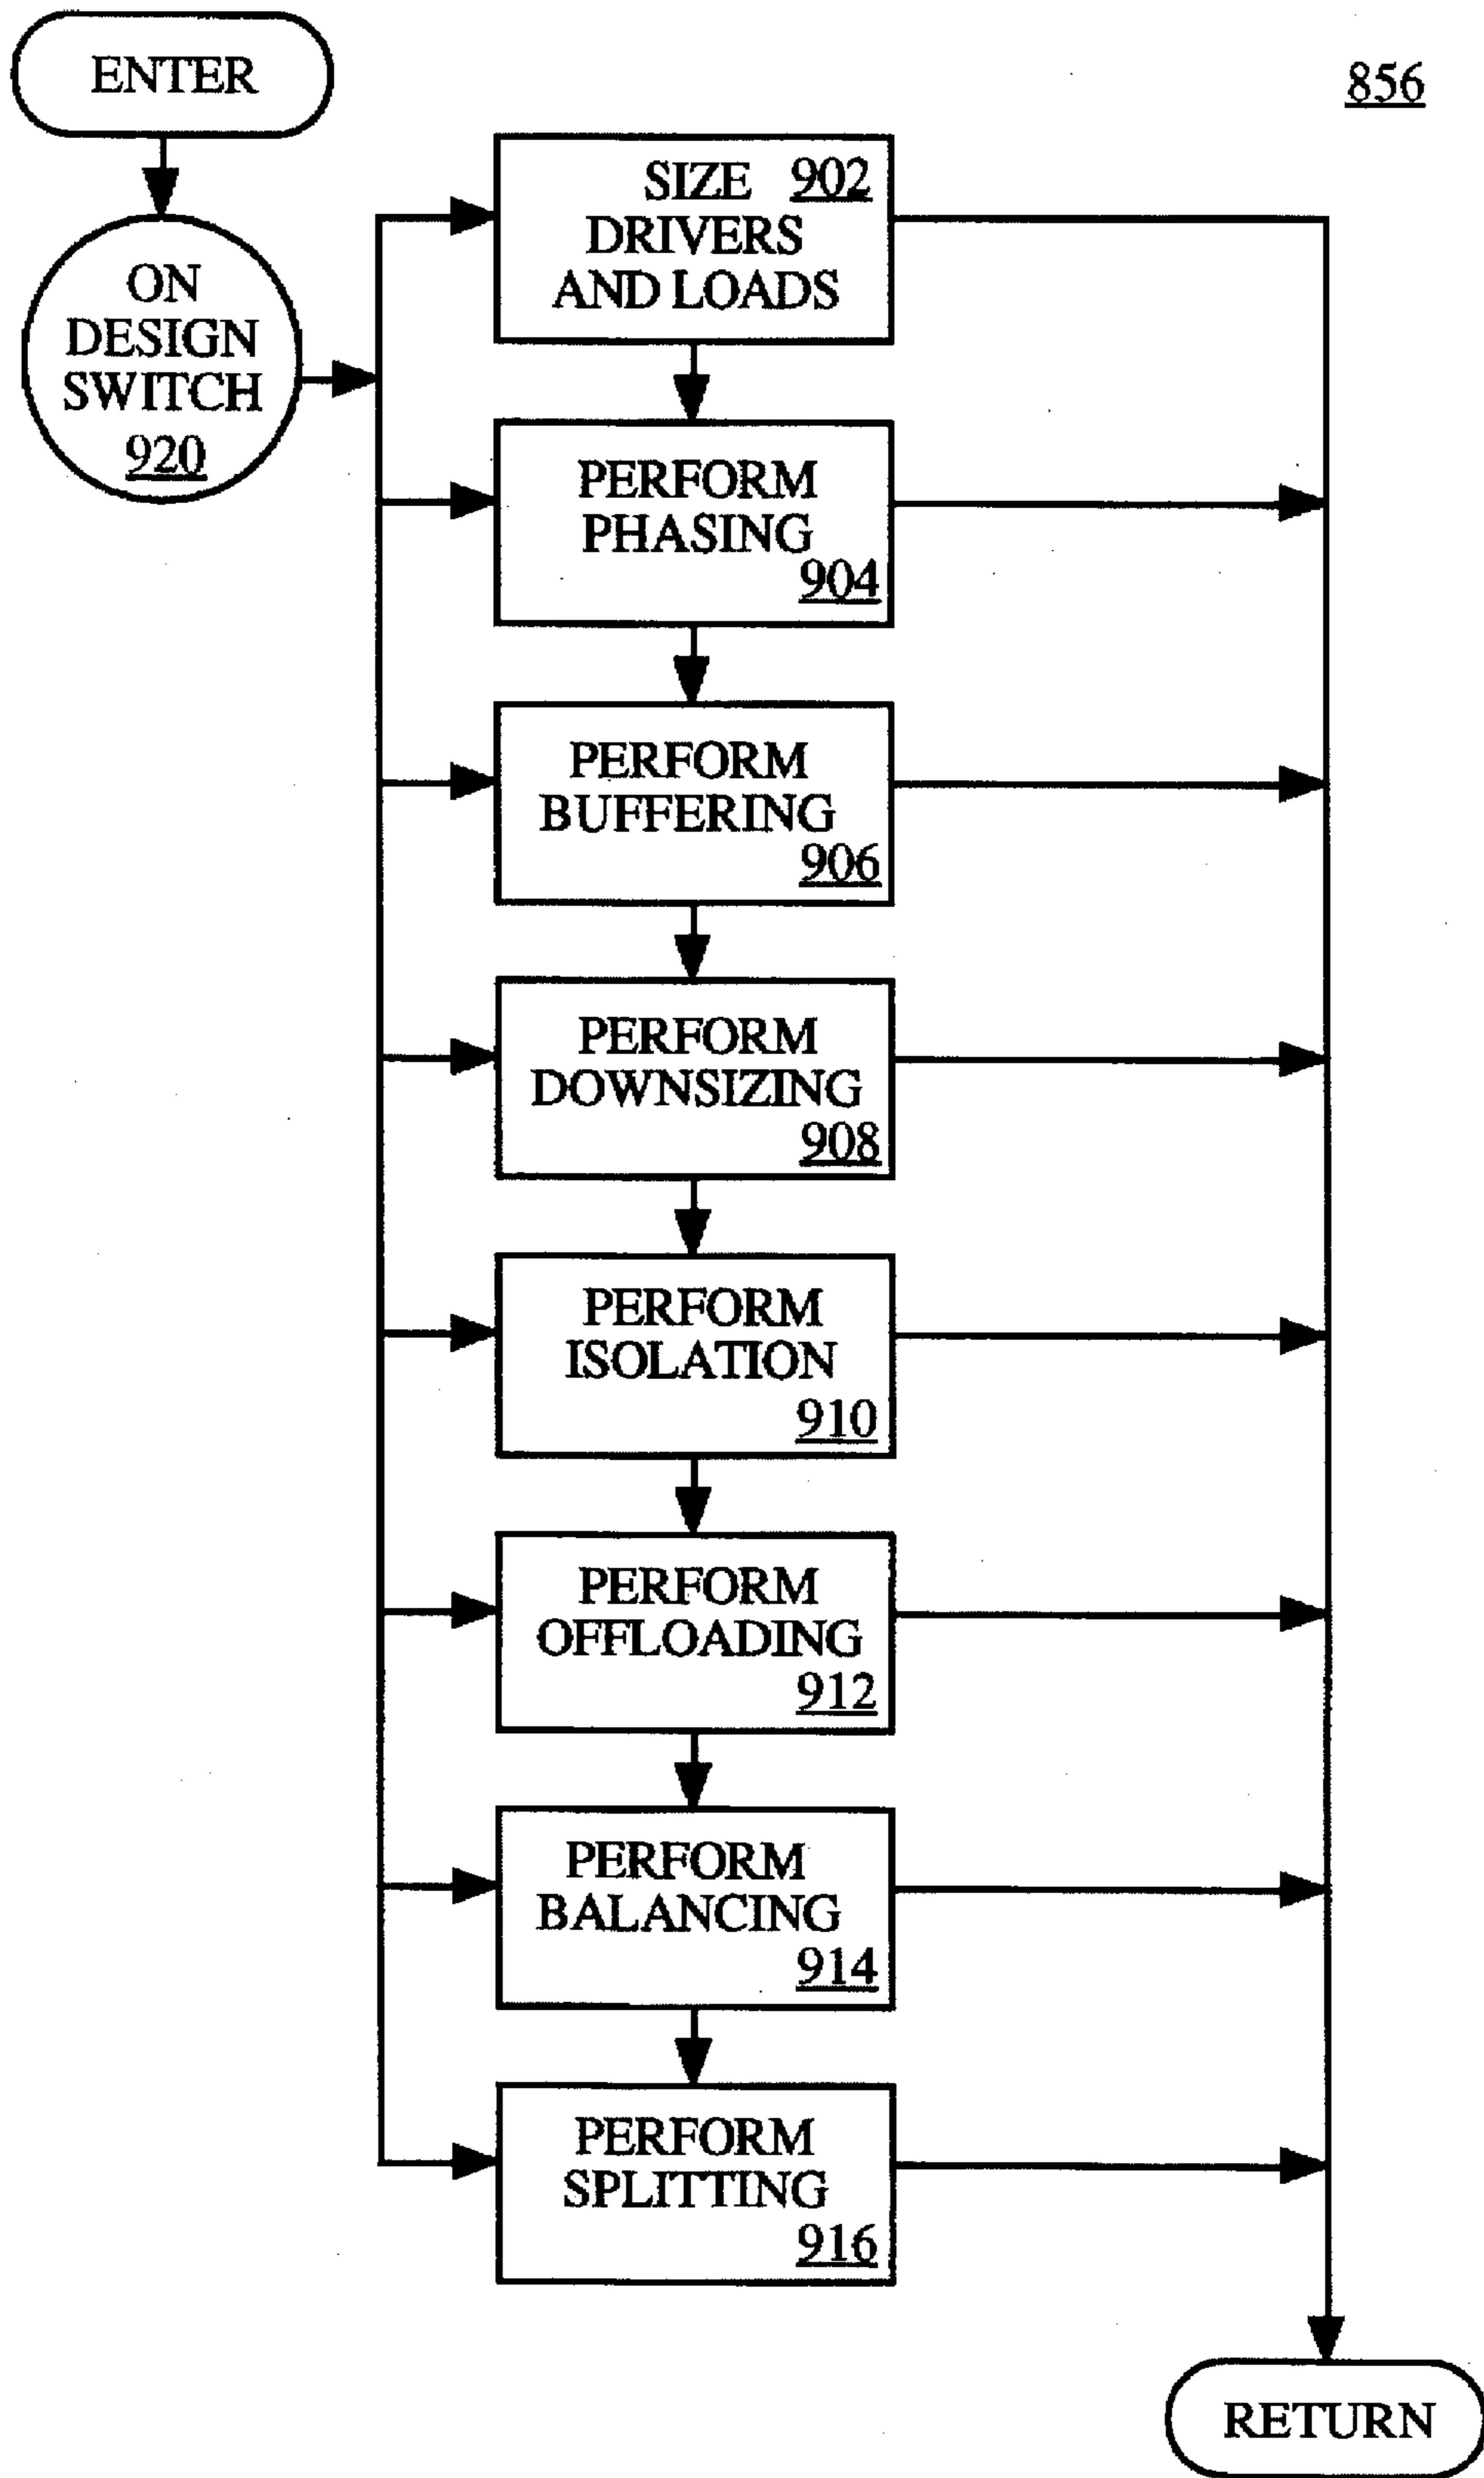 ENTER
856
ON
DESIGN
SWITCH
920
SIZE 902
DRIVERS
AND LOADS
PERFORM
PHASING
904
PERFORM
BUFFERING
906
PERFORM
DOWNSIZING
908
PERFORM
ISOLATION
910
PERFORM
OFFLOADING
912
PERFORM
BALANCING
914
PERFORM
SPLITTING
916
RETURN